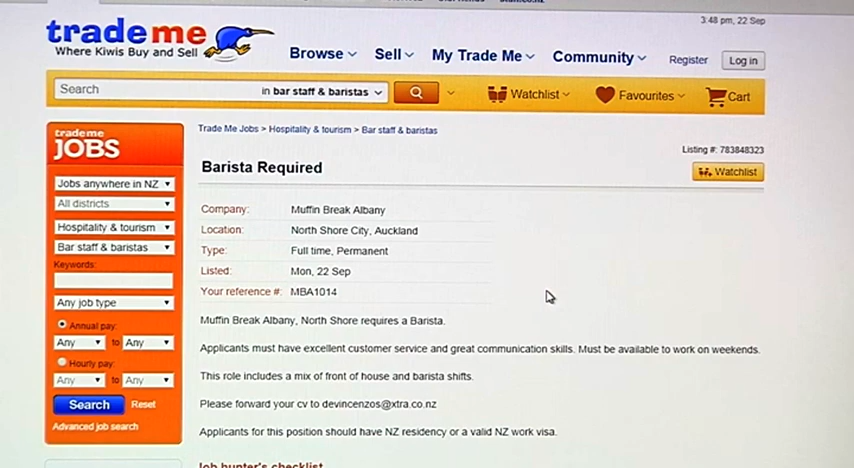 3:48 pm, 22 Sep
trademe
Where Kiwis Buy and Sell
Browse Sell My Trade Me Community Register Log in
Search in bar staff & baristas Watchlist Favourites Cart
trademe
JOBS
Jobs anywhere in NZ
All districts
Hospitality & tourism
Bar staff & baristas
Keywords:
Any job type
Annual pay:
Any to Any
Hourly pay:
Any to Any
Search Reset
Advanced job search
Trade Me Jobs > Hospitality & tourism > Bar staff & baristas
Listing #: 783848323
Barista Required
Watchlist
Company: Muffin Break Albany
Location: North Shore City, Auckland
Type: Full time, Permanent
Listed: Mon, 22 Sep
Your reference #: MBA1014
Muffin Break Albany, North Shore requires a Barista.
Applicants must have excellent customer service and great communication skills. Must be available to work on weekends.
This role includes a mix of front of house and barista shifts.
Please forward your cv to devincenzos@xtra.co.nz
Applicants for this position should have NZ residency or a valid NZ work visa.
Job hunter's checklist